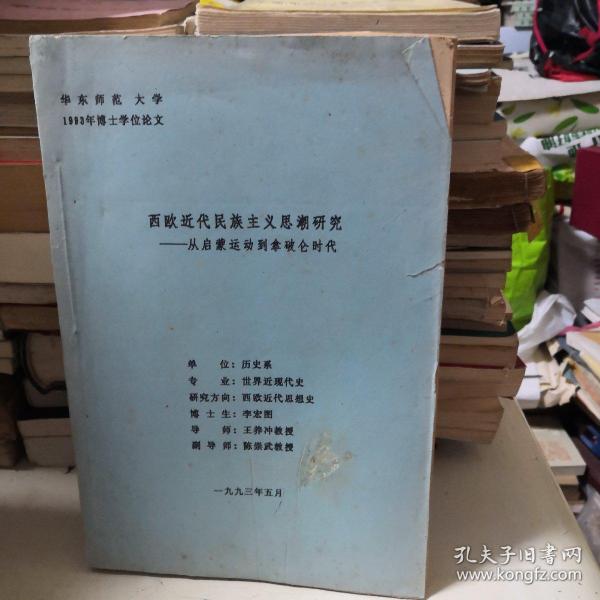 华东师范 大学
1993年博士学位论文
西欧近代民族主义思潮研究
——从启蒙运动到拿破仑时代
单 位：历史系
专 业：世界近现代史
研究方向：西欧近代思想史
博 士 生：李宏图
导 师：王养冲教授
副 导 师：陈崇武教授
一九九三年五月
孔夫子旧书网
www.kongfz.com